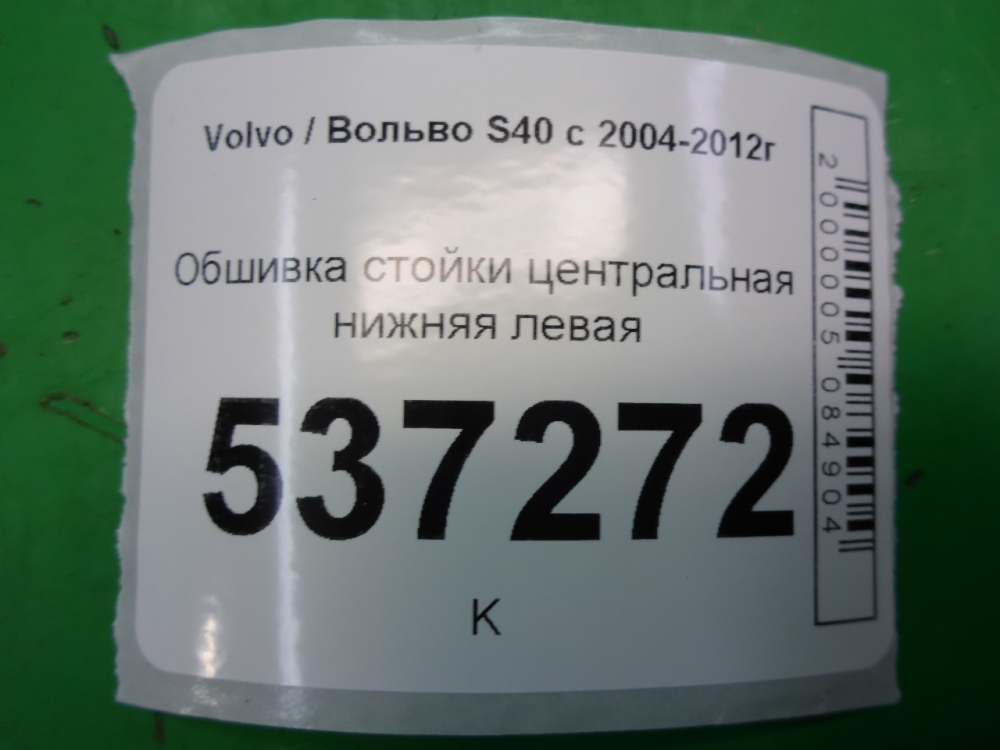 Volvo / Вольво S40 с 2004-2012г
Обшивка стойки центральная
нижняя левая
537272
К
2000005084904